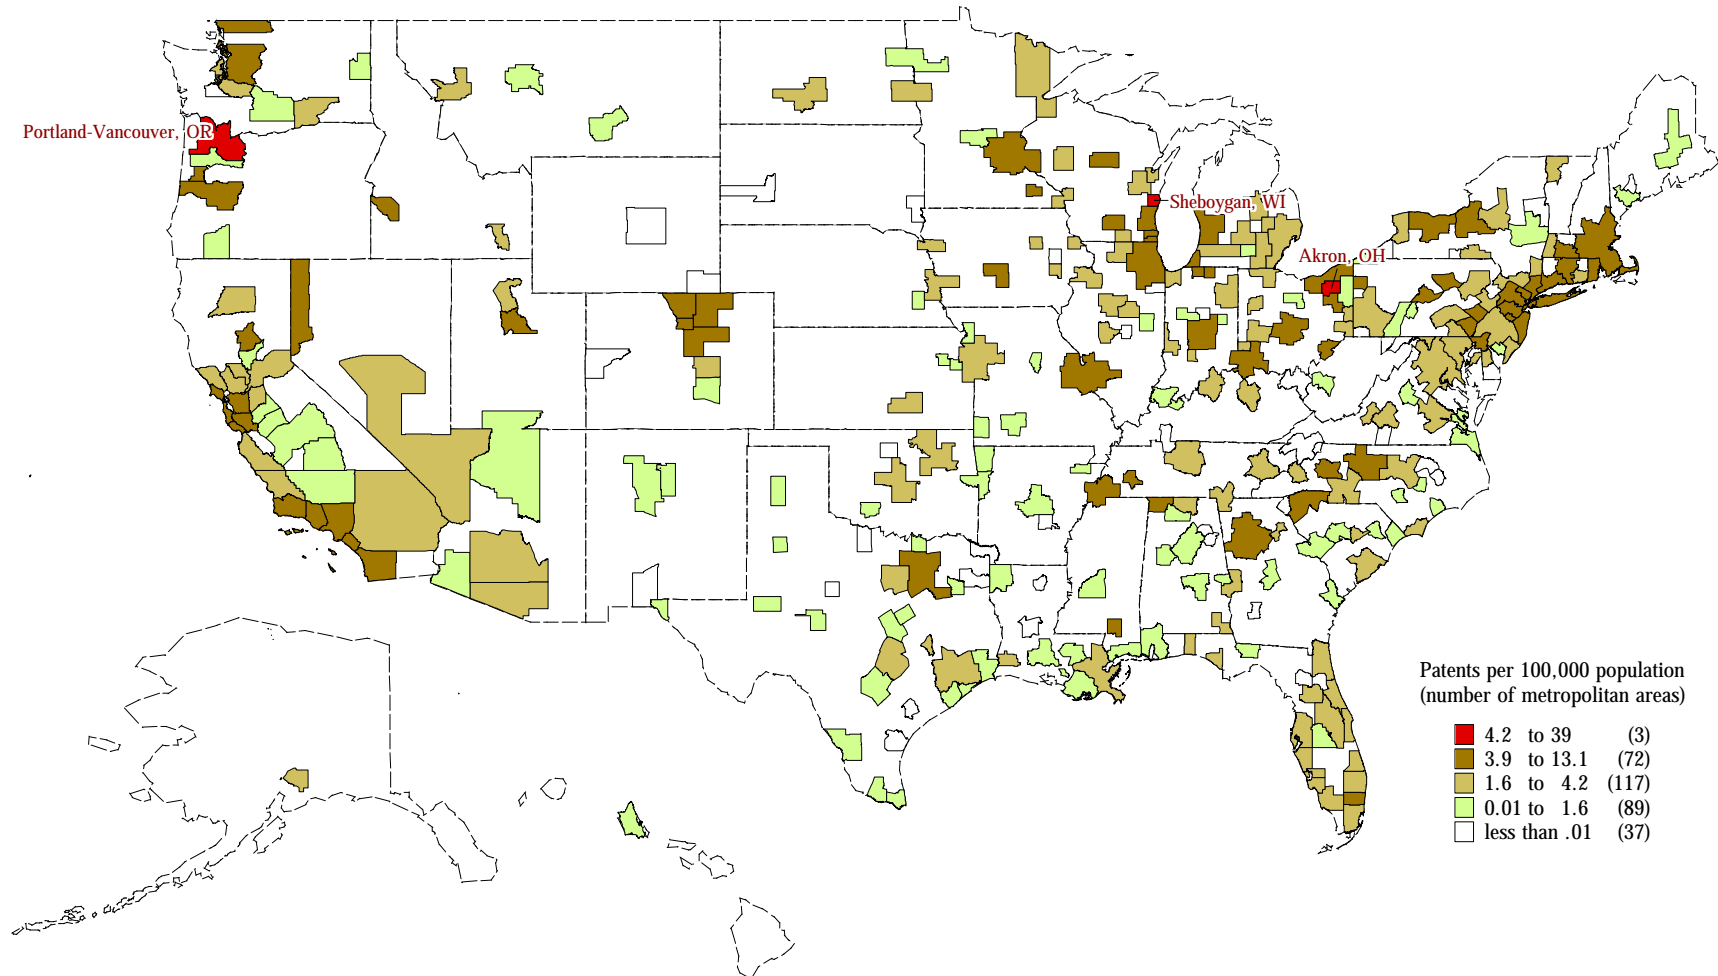 Portland-Vancouver, OR
Sheboygan, WI
Akron, OH
Patents per 100,000 population
(number of metropolitan areas)
4.2 to 39 (3)
3.9 to 13.1 (72)
1.6 to 4.2 (117)
0.01 to 1.6 (89)
less than .01 (37)